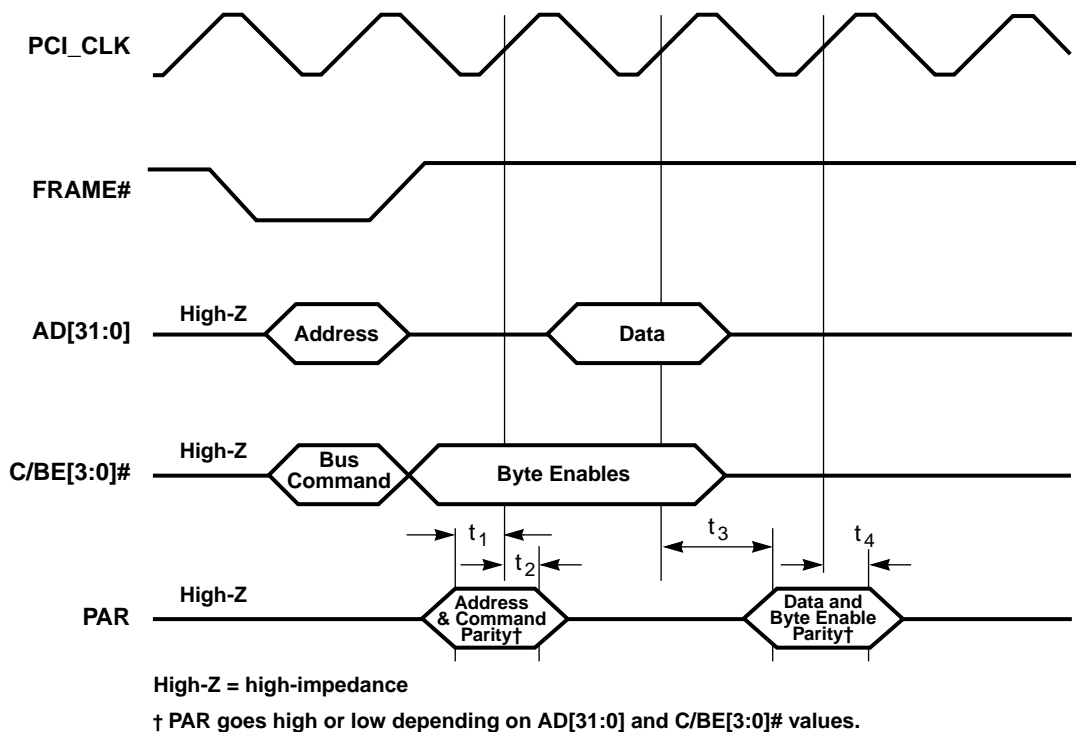 PCI_CLK
FRAME#
AD[31:0]
High-Z
Address
Data
C/BE[3:0]#
High-Z
Bus
Command
Byte Enables
t1
t2
t3
t4
PAR
High-Z
Address
& Command
Parity†
Data and
Byte Enable
Parity†
High-Z = high-impedance
† PAR goes high or low depending on AD[31:0] and C/BE[3:0]# values.